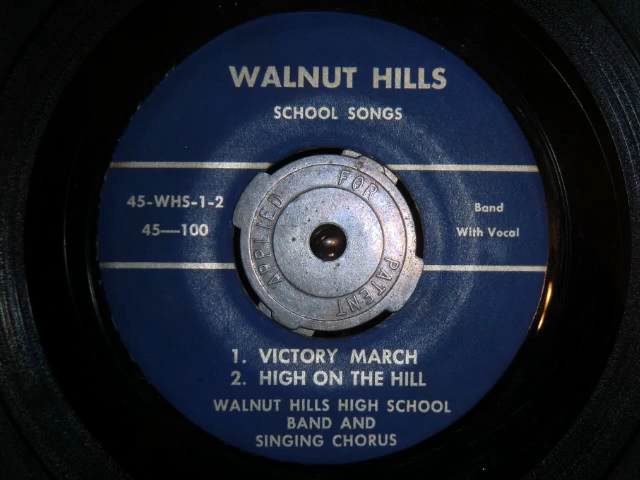 WALNUT HILLS
SCHOOL SONGS
45-WHS-1-2
45—100
Band
With Vocal
APPLIED FOR PATENT
1. VICTORY MARCH
2. HIGH ON THE HILL
WALNUT HILLS HIGH SCHOOL
BAND AND
SINGING CHORUS